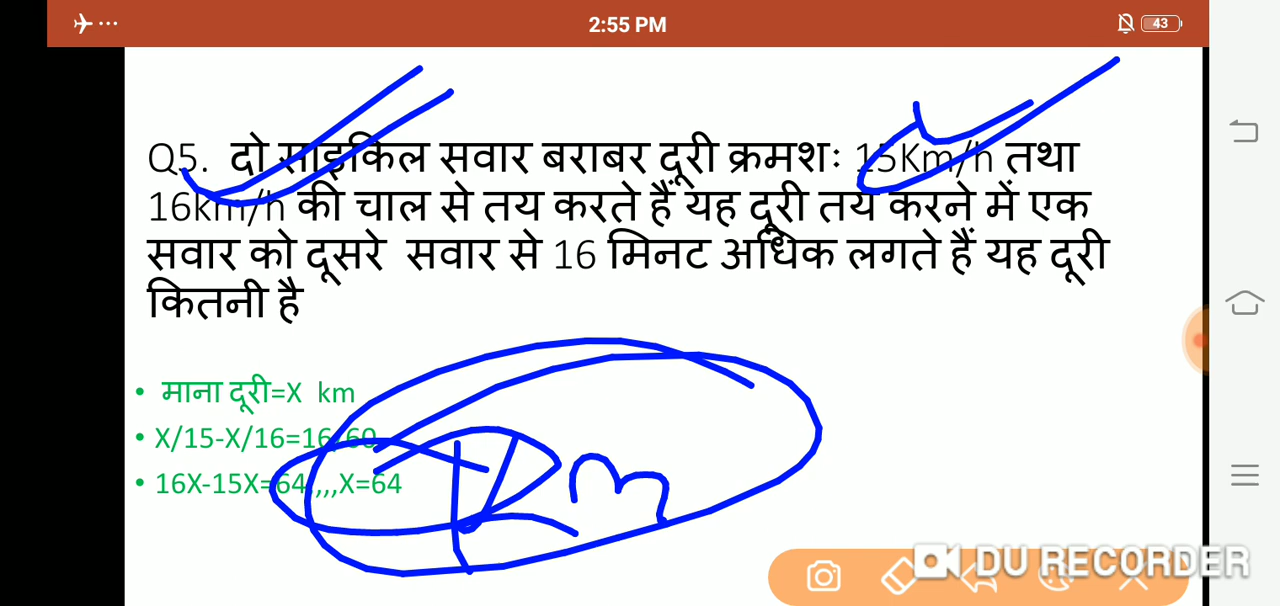 2:55 PM
43
Q5. दो साइकिल सवार बराबर दूरी क्रमशः 15Km/h तथा
16km/h की चाल से तय करते हैं यह दूरी तय करने में एक
सवार को दूसरे सवार से 16 मिनट अधिक लगते हैं यह दूरी
कितनी है
• माना दूरी=X km
• X/15-X/16=16/60
• 16X-15X=64,,,,X=64
Km
DU RECORDER